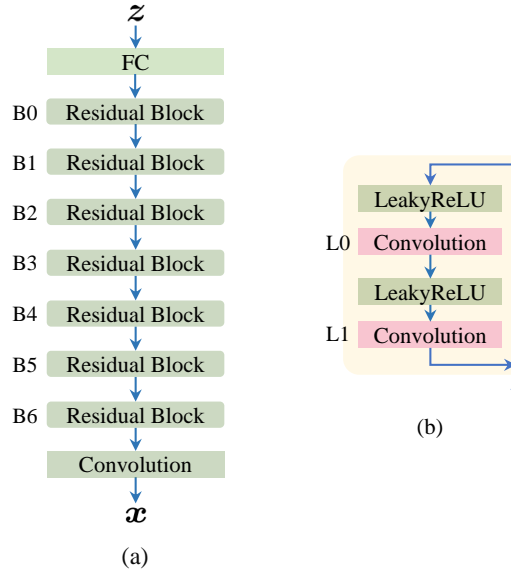 z
FC
B0 Residual Block
B1 Residual Block
B2 Residual Block
B3 Residual Block
B4 Residual Block
B5 Residual Block
B6 Residual Block
Convolution
x
(a)
LeakyReLU
L0 Convolution
LeakyReLU
L1 Convolution
(b)